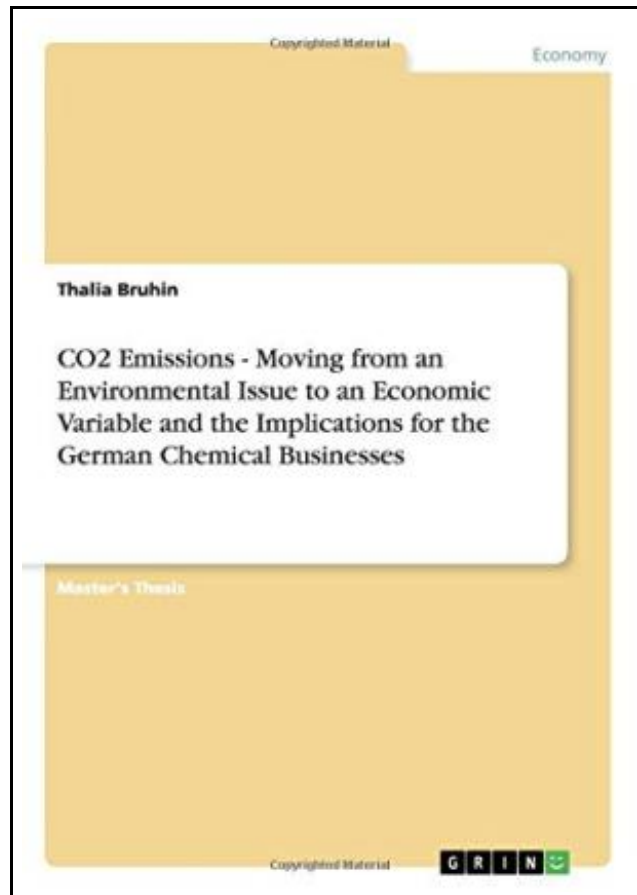 Copyrighted Material
Economy
Thalia Bruhin
CO2 Emissions - Moving from an
Environmental Issue to an Economic
Variable and the Implications for the
German Chemical Businesses
Master's Thesis
Copyrighted Material
GRIN